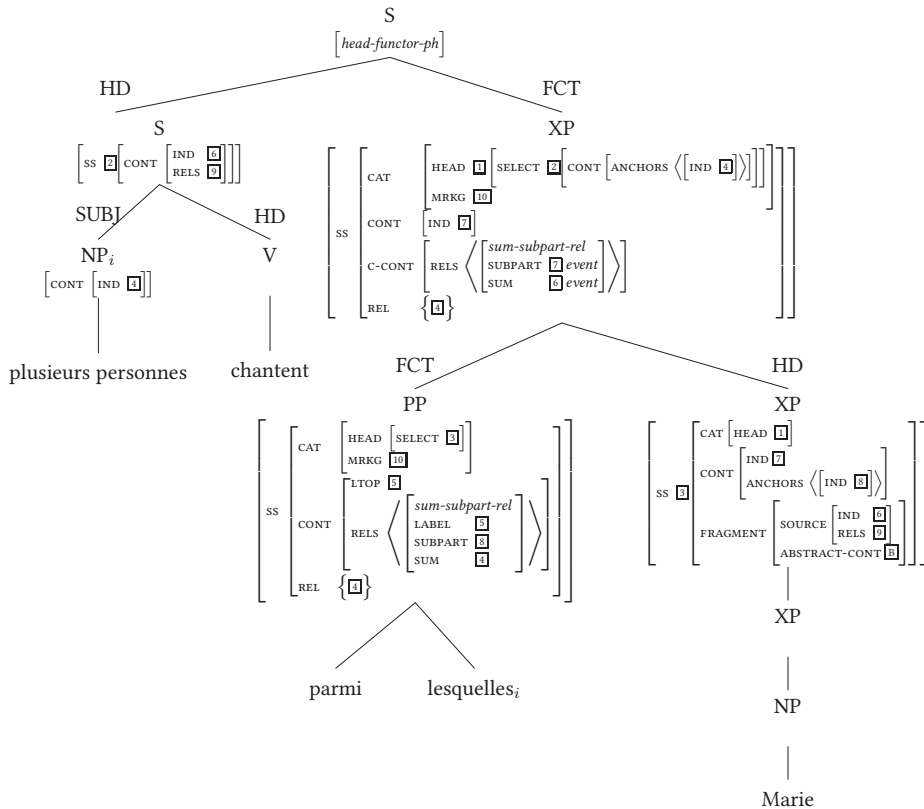 S
[head-functor-ph]
HD FCT
S XP
[SS [2][CONT [IND [6]
RELS [9]]]]
[SS [CAT [HEAD [1][SELECT [2][CONT [ANCHORS ⟨[IND [4]]⟩]]]
MRKG [10]]
CONT [IND [7]]
C-CONT [RELS ⟨[sum-subpart-rel
SUBPART [7] event
SUM [6] event]⟩]
REL {[4]}]]
SUBJ HD
NPi V
[CONT [IND [4]]]
plusieurs personnes chantent
FCT HD
PP XP
[SS [CAT [HEAD [SELECT [3]]
MRKG [10]]
CONT [LTOP [5]
RELS ⟨[sum-subpart-rel
LABEL [5]
SUBPART [8]
SUM [4]]⟩]
REL {[4]}]]
[SS [3][CAT [HEAD [1]]
CONT [IND [7]
ANCHORS ⟨[IND [8]]⟩]
FRAGMENT [SOURCE [IND [6]
RELS [9]]
ABSTRACT-CONT [B]]]]
XP
parmi lesquellesi
NP
Marie